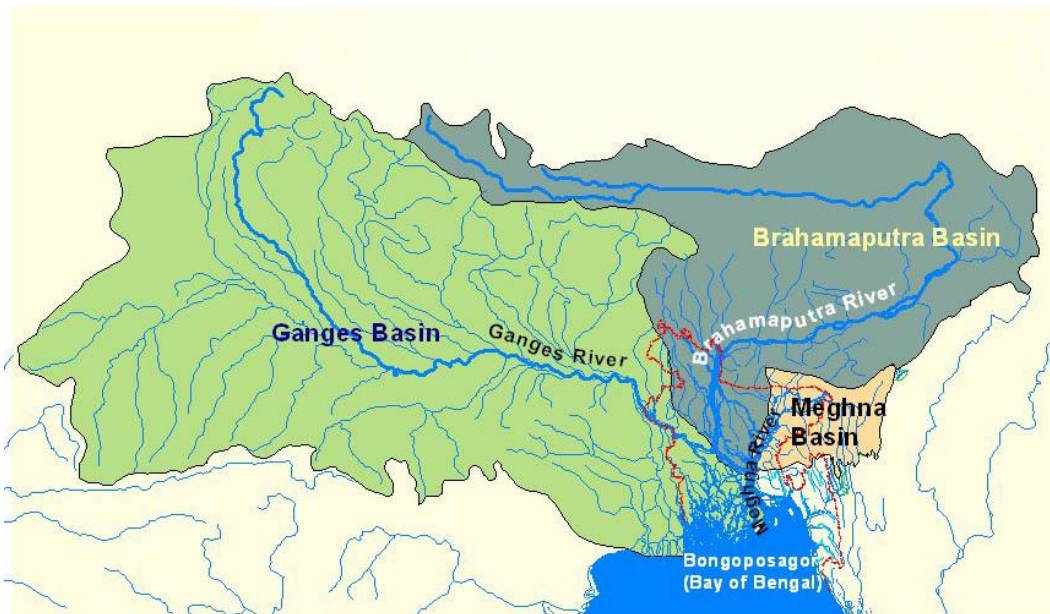 Brahamaputra Basin
Brahamaputra River
Ganges Basin
Ganges River
Meghna
Basin
Meghna River
Bongoposagor
(Bay of Bengal)